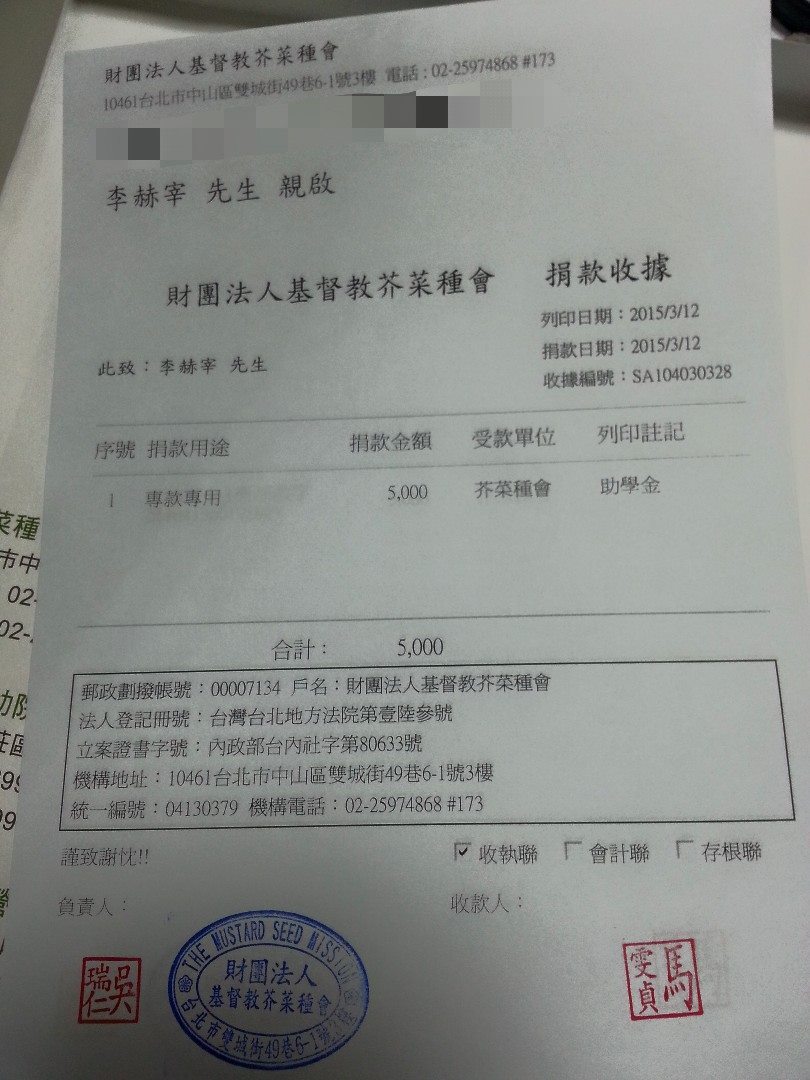 財團法人基督教芥菜種會
10461台北市中山區雙城街49巷6-1號3樓 電話：02-25974868 #173
李赫宰 先生 親啟
財團法人基督教芥菜種會 捐款收據
列印日期：2015/3/12
捐款日期：2015/3/12
收據編號：SA104030328
此致：李赫宰 先生
序號 捐款用途 捐款金額 受款單位 列印註記
1 專款專用 5,000 芥菜種會 助學金
合計： 5,000
郵政劃撥帳號：00007134 戶名：財團法人基督教芥菜種會
法人登記冊號：台灣台北地方法院第壹陸參號
立案證書字號：內政部台內社字第80633號
機構地址：10461台北市中山區雙城街49巷6-1號3樓
統一編號：04130379 機構電話：02-25974868 #173
謹致謝忱!! 收執聯 會計聯 存根聯
負責人： 收款人：
吳瑞仁
THE MUSTARD SEED MISSION
財團法人
基督教芥菜種會
台北市雙城街49巷6-1號
馬雯貞
菜種
市中
02-
02-